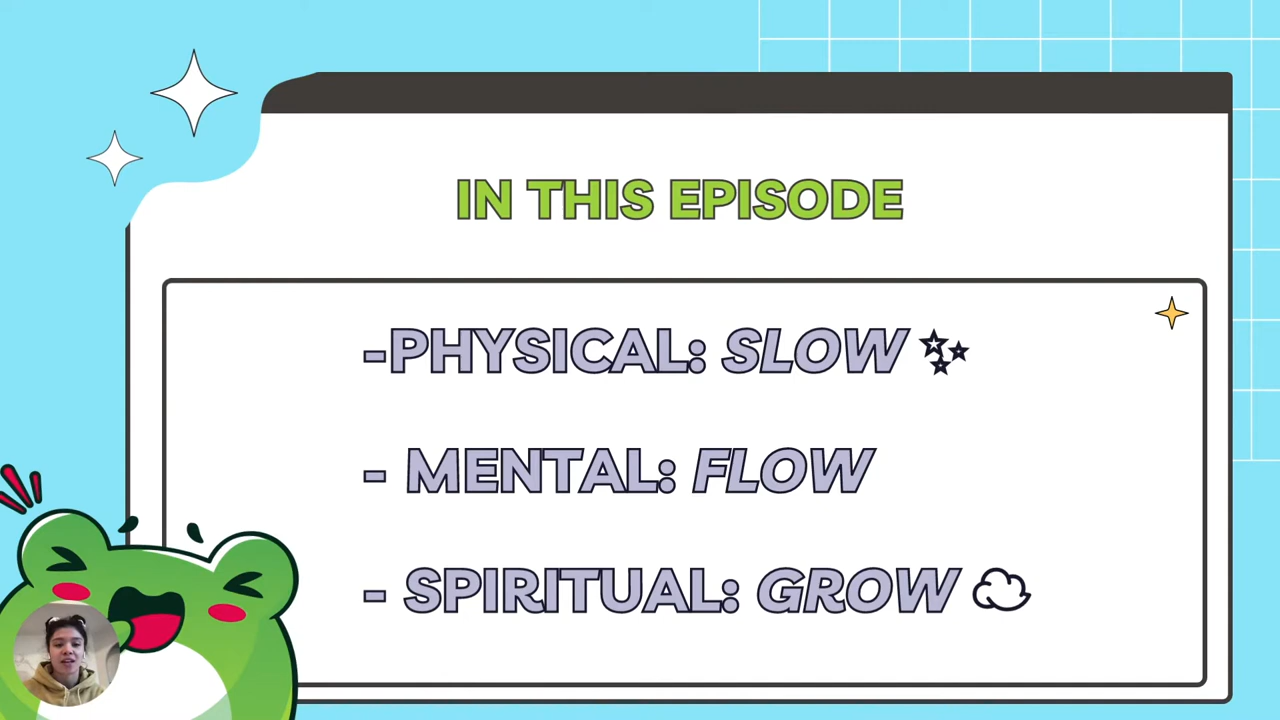 IN THIS EPISODE
-PHYSICAL: SLOW
- MENTAL: FLOW
- SPIRITUAL: GROW